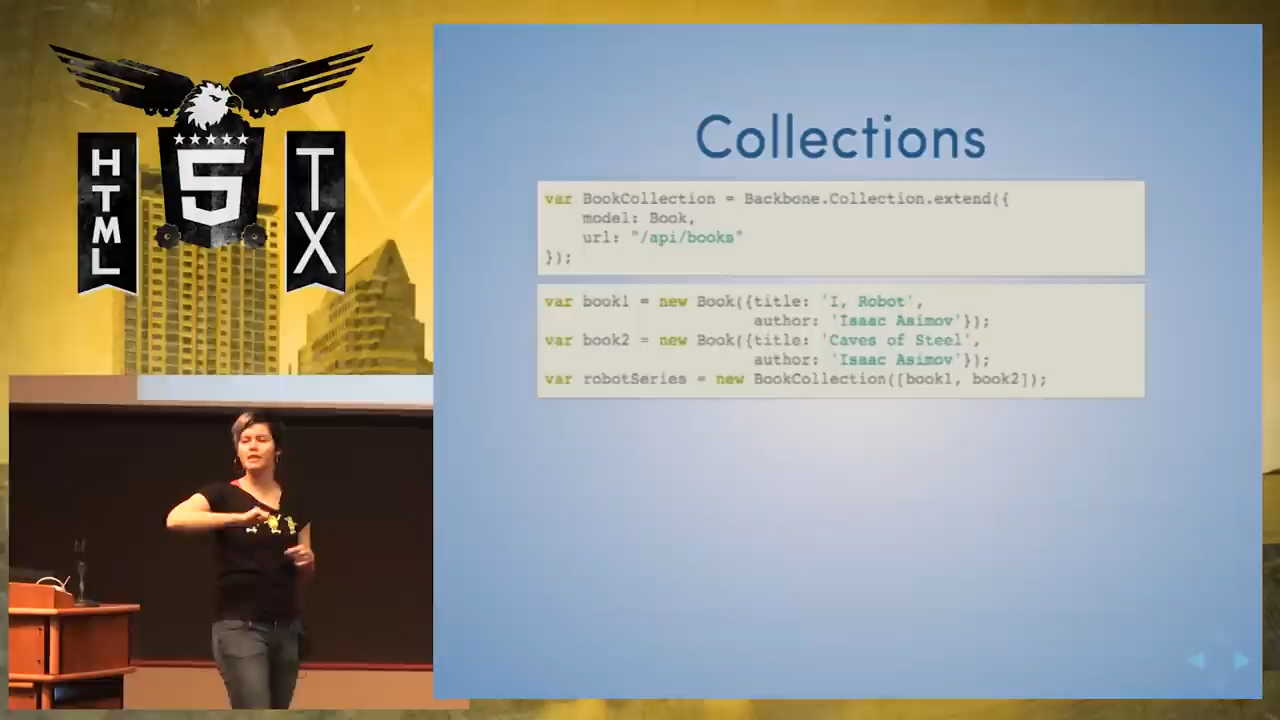 HTML
5
TX
Collections
var BookCollection = Backbone.Collection.extend({
    model: Book,
    url: "/api/books"
});
var book1 = new Book({title: 'I, Robot',
                      author: 'Isaac Asimov'});
var book2 = new Book({title: 'Caves of Steel',
                      author: 'Isaac Asimov'});
var robotSeries = new BookCollection([book1, book2]);